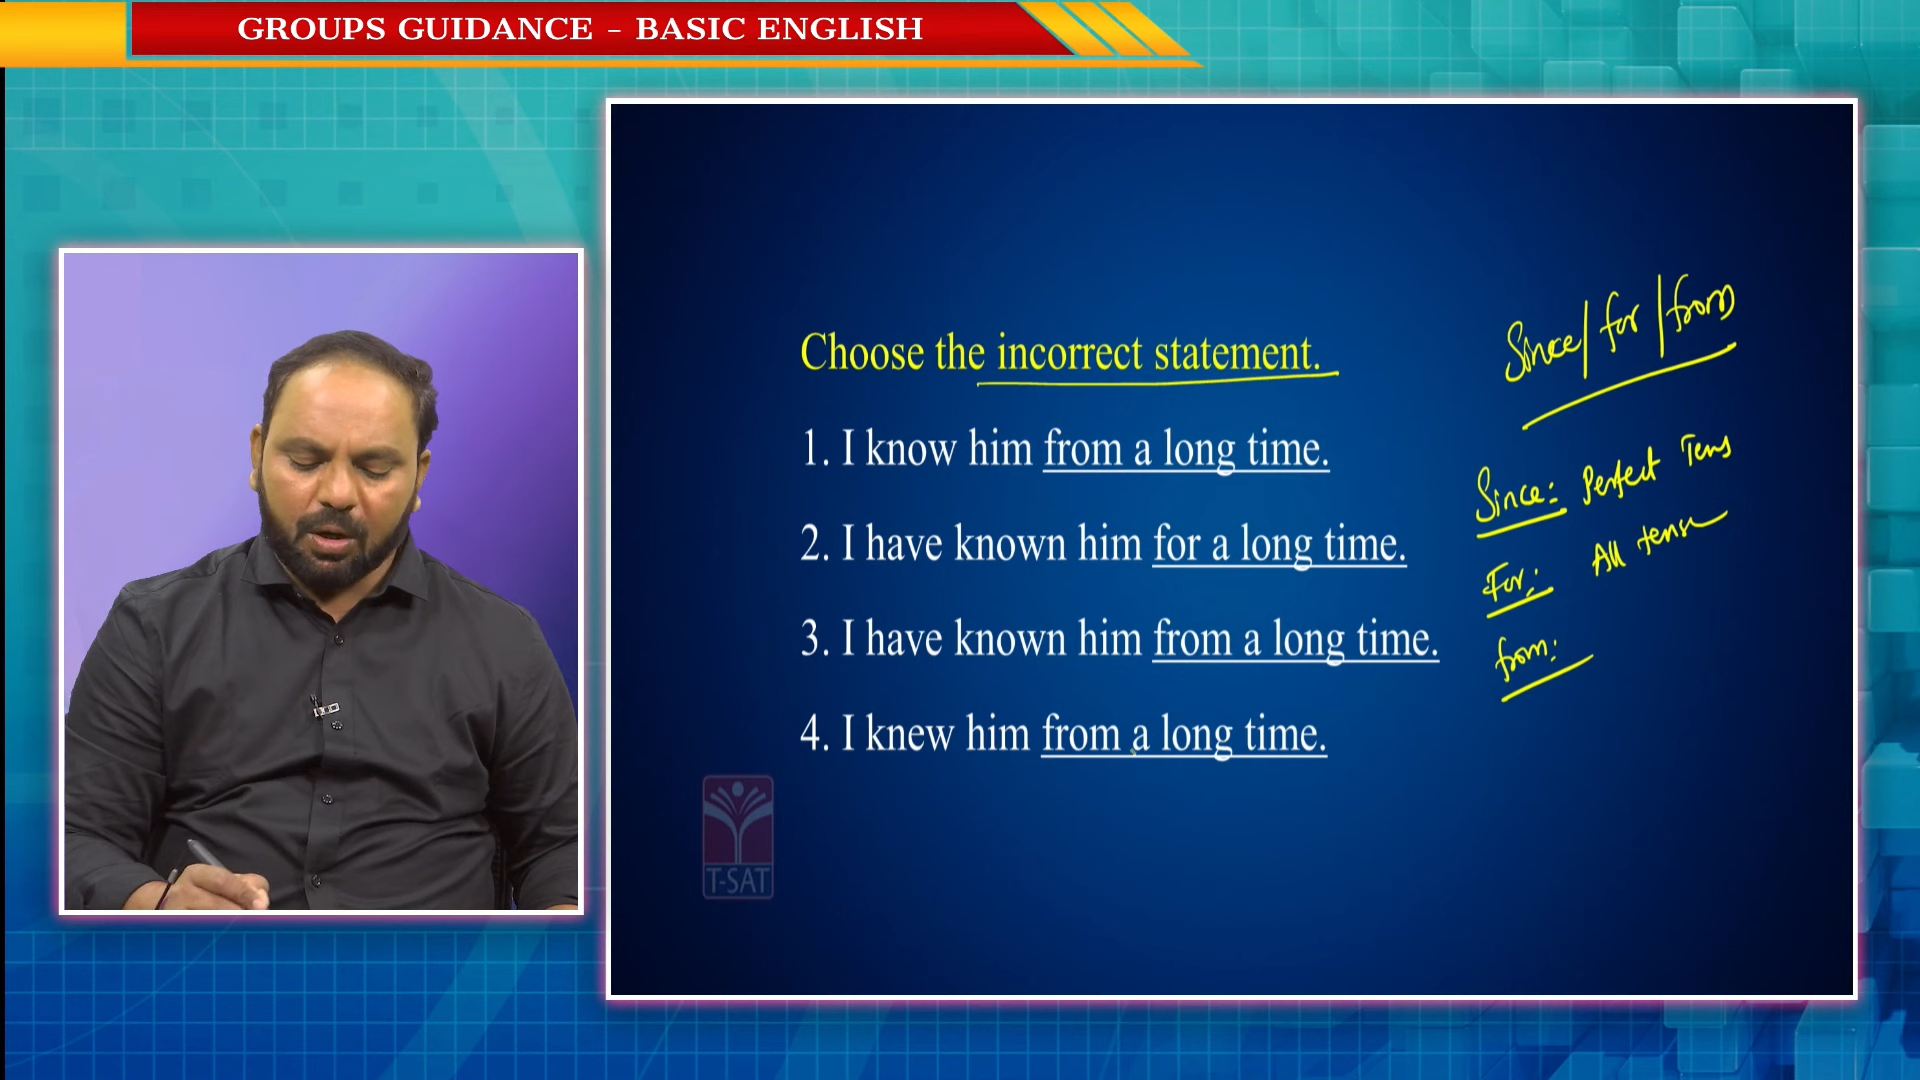 GROUPS GUIDANCE - BASIC ENGLISH
Choose the incorrect statement.
1. I know him from a long time.
2. I have known him for a long time.
3. I have known him from a long time.
4. I knew him from a long time.
Since/for/from
Since: Perfect Tens
For: All tense
from:
T-SAT